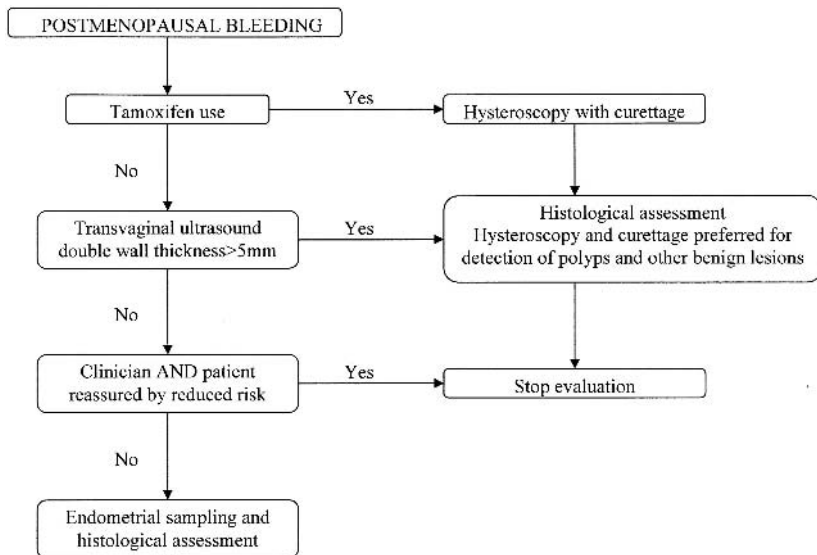 POSTMENOPAUSAL BLEEDING
Tamoxifen use
Yes
Hysteroscopy with curettage
No
Transvaginal ultrasound
double wall thickness>5mm
Yes
Histological assessment
Hysteroscopy and curettage preferred for
detection of polyps and other benign lesions
No
Clinician AND patient
reassured by reduced risk
Yes
Stop evaluation
No
Endometrial sampling and
histological assessment